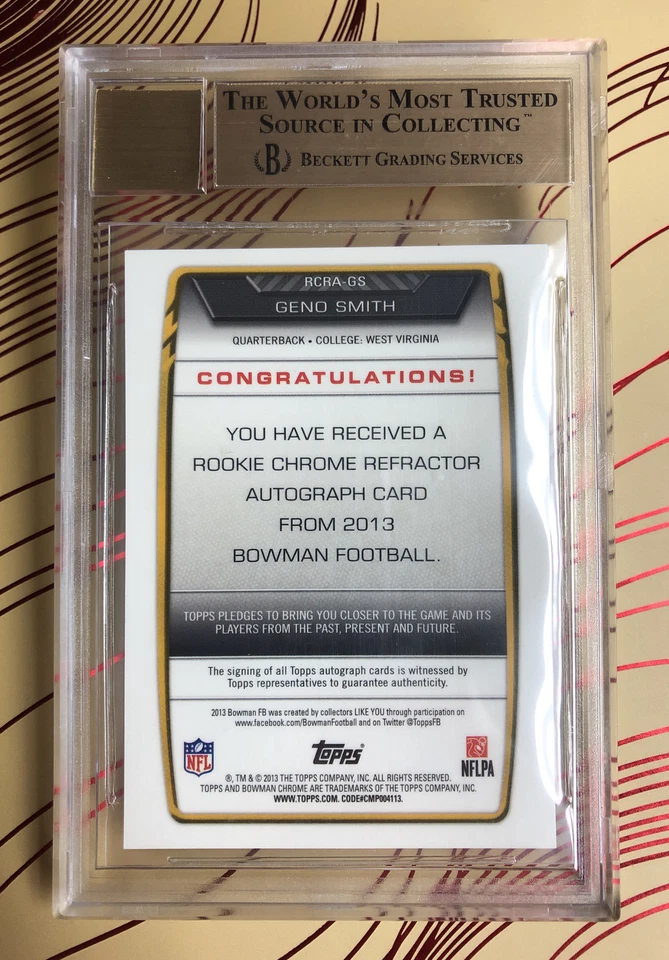 THE WORLD'S MOST TRUSTED
SOURCE IN COLLECTING™
B BECKETT GRADING SERVICES
RCRA-GS
GENO SMITH
QUARTERBACK • COLLEGE: WEST VIRGINIA
CONGRATULATIONS!
YOU HAVE RECEIVED A
ROOKIE CHROME REFRACTOR
AUTOGRAPH CARD
FROM 2013
BOWMAN FOOTBALL.
TOPPS PLEDGES TO BRING YOU CLOSER TO THE GAME AND ITS
PLAYERS FROM THE PAST, PRESENT AND FUTURE.
The signing of all Topps autograph cards is witnessed by
Topps representatives to guarantee authenticity.
2013 Bowman FB was created by collectors LIKE YOU through participation on
www.facebook.com/BowmanFootball and on Twitter @ToppsFB
NFL Topps NFLPA
®, TM & © 2013 THE TOPPS COMPANY, INC. ALL RIGHTS RESERVED.
TOPPS AND BOWMAN CHROME ARE TRADEMARKS OF THE TOPPS COMPANY, INC.
WWW.TOPPS.COM. CODE#CMP004113.